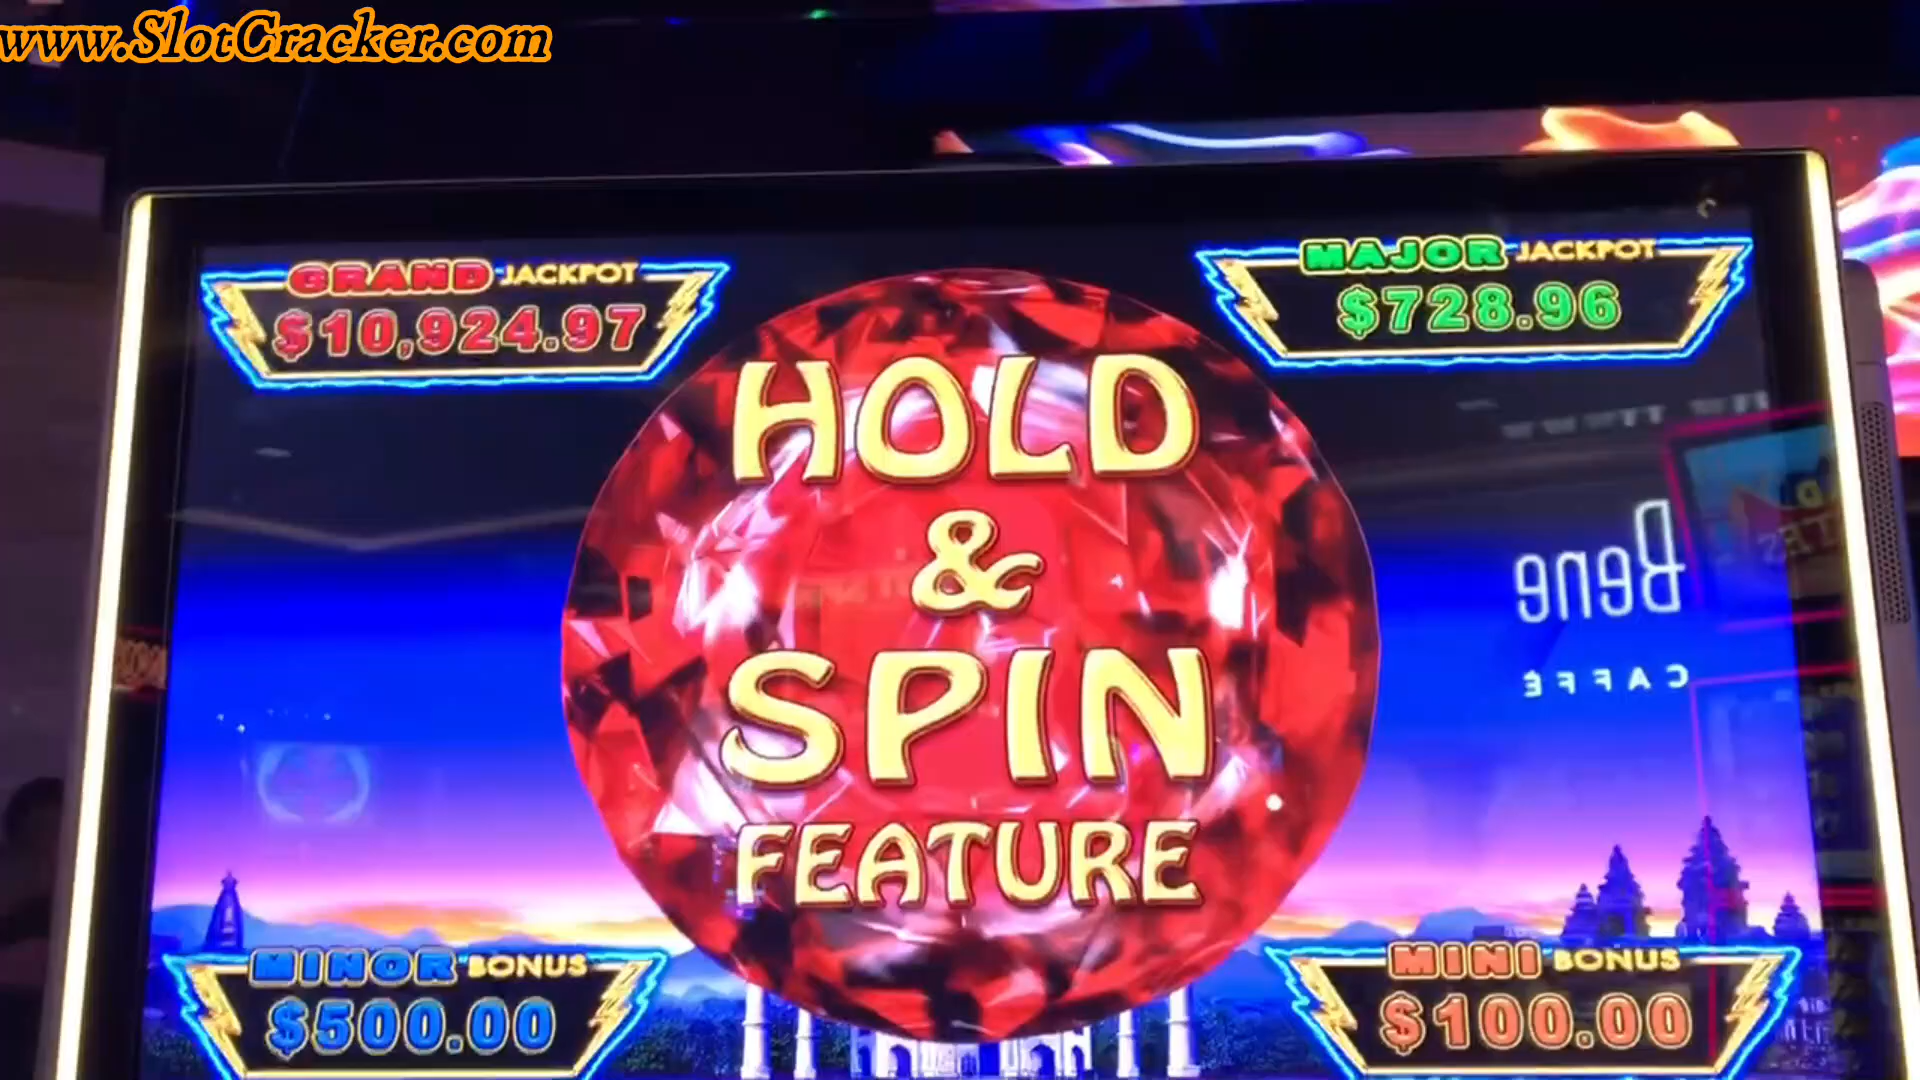 www.SlotCracker.com
GRAND JACKPOT
$10,924.97
MAJOR JACKPOT
$728.96
HOLD
&
SPIN
FEATURE
Bene
CAFFÈ
MINOR BONUS
$500.00
MINI BONUS
$100.00